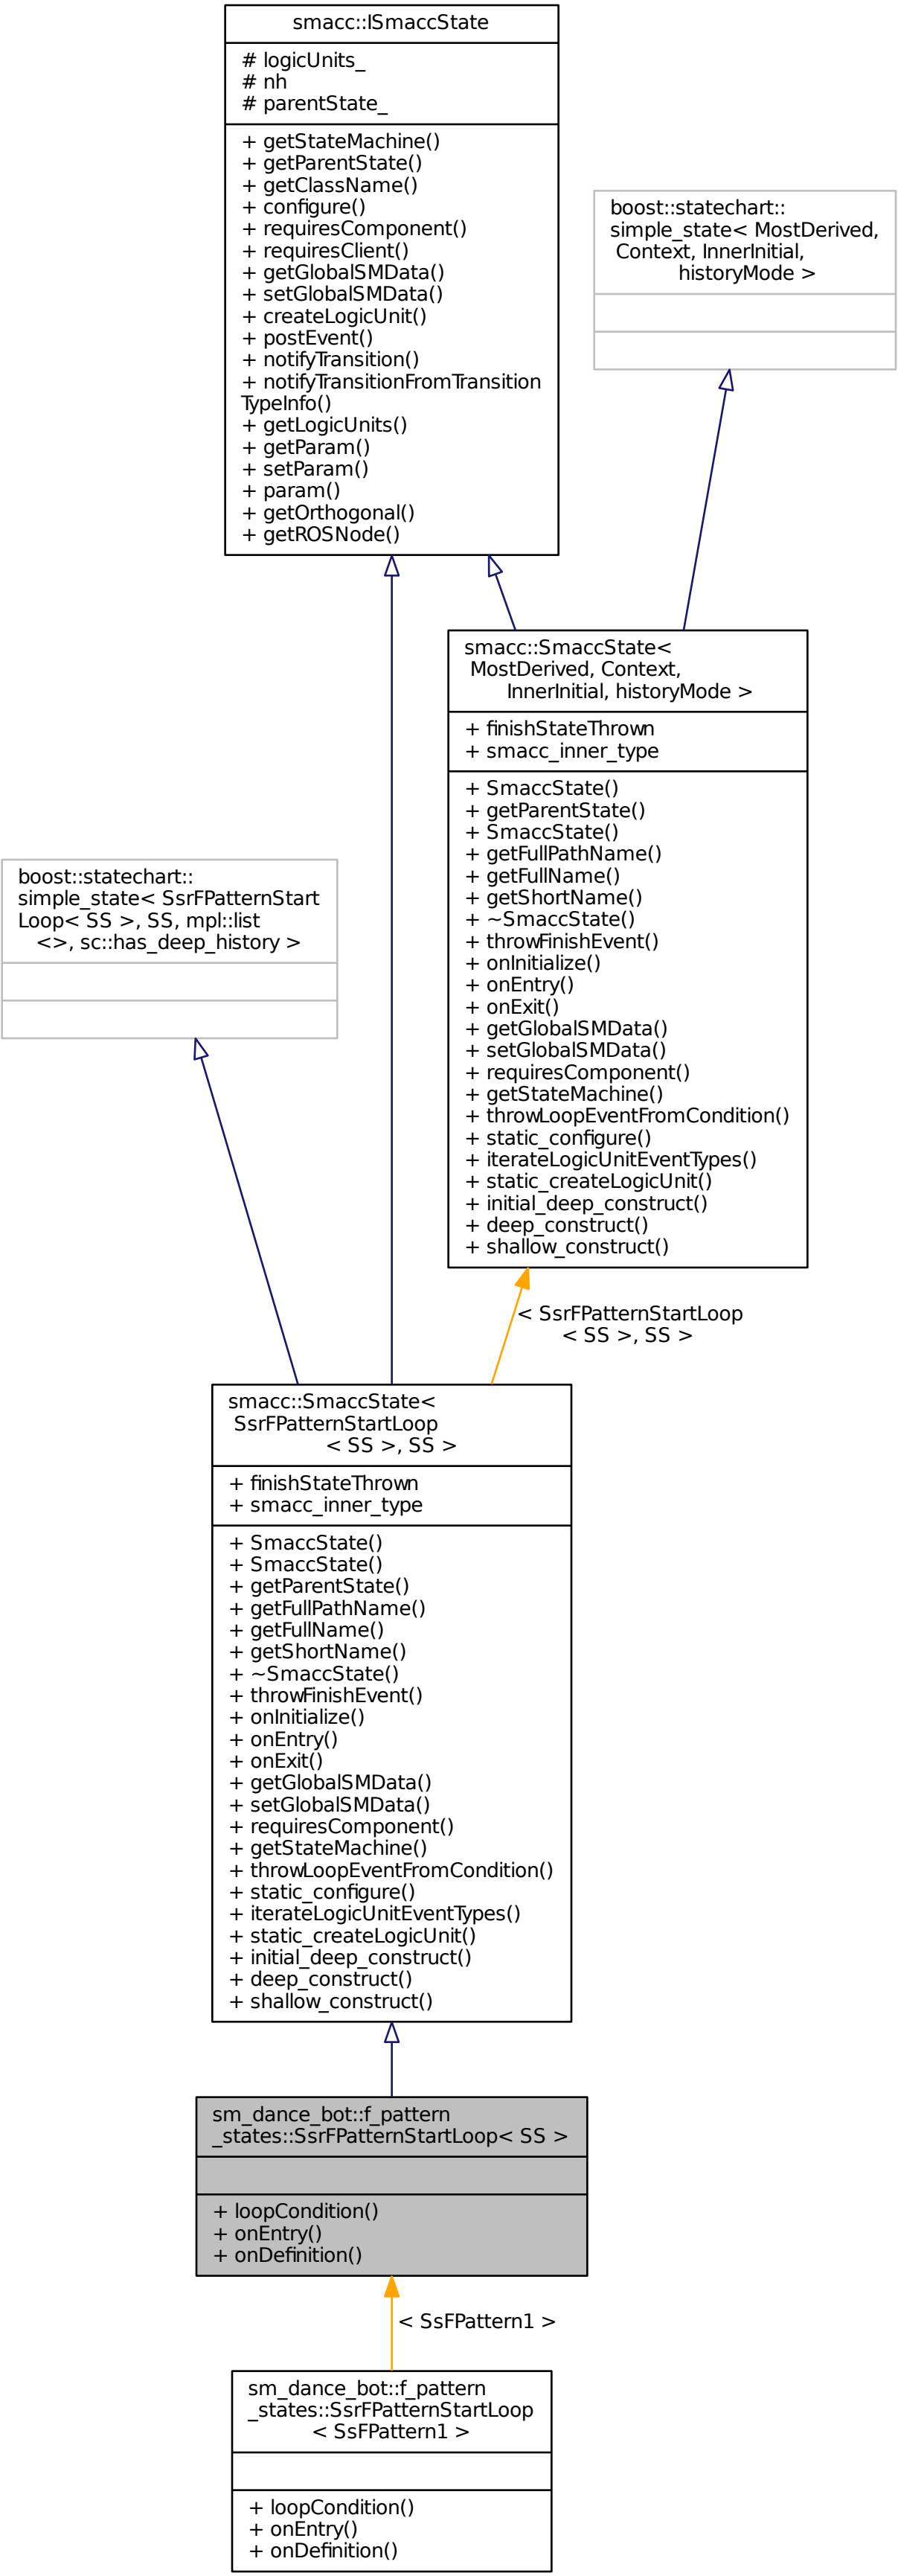 smacc::ISmaccState
# logicUnits_
# nh
# parentState_
+ getStateMachine()
+ getParentState()
+ getClassName()
+ configure()
+ requiresComponent()
+ requiresClient()
+ getGlobalSMData()
+ setGlobalSMData()
+ createLogicUnit()
+ postEvent()
+ notifyTransition()
+ notifyTransitionFromTransition
TypeInfo()
+ getLogicUnits()
+ getParam()
+ setParam()
+ param()
+ getOrthogonal()
+ getROSNode()
boost::statechart::
simple_state< MostDerived,
Context, InnerInitial,
historyMode >
smacc::SmaccState<
MostDerived, Context,
InnerInitial, historyMode >
+ finishStateThrown
+ smacc_inner_type
+ SmaccState()
+ getParentState()
+ SmaccState()
+ getFullPathName()
+ getFullName()
+ getShortName()
+ ~SmaccState()
+ throwFinishEvent()
+ onInitialize()
+ onEntry()
+ onExit()
+ getGlobalSMData()
+ setGlobalSMData()
+ requiresComponent()
+ getStateMachine()
+ throwLoopEventFromCondition()
+ static_configure()
+ iterateLogicUnitEventTypes()
+ static_createLogicUnit()
+ initial_deep_construct()
+ deep_construct()
+ shallow_construct()
boost::statechart::
simple_state< SsrFPatternStart
Loop< SS >, SS, mpl::list
<>, sc::has_deep_history >
< SsrFPatternStartLoop
< SS >, SS >
smacc::SmaccState<
SsrFPatternStartLoop
< SS >, SS >
+ finishStateThrown
+ smacc_inner_type
+ SmaccState()
+ SmaccState()
+ getParentState()
+ getFullPathName()
+ getFullName()
+ getShortName()
+ ~SmaccState()
+ throwFinishEvent()
+ onInitialize()
+ onEntry()
+ onExit()
+ getGlobalSMData()
+ setGlobalSMData()
+ requiresComponent()
+ getStateMachine()
+ throwLoopEventFromCondition()
+ static_configure()
+ iterateLogicUnitEventTypes()
+ static_createLogicUnit()
+ initial_deep_construct()
+ deep_construct()
+ shallow_construct()
sm_dance_bot::f_pattern
_states::SsrFPatternStartLoop< SS >
+ loopCondition()
+ onEntry()
+ onDefinition()
< SsFPattern1 >
sm_dance_bot::f_pattern
_states::SsrFPatternStartLoop
< SsFPattern1 >
+ loopCondition()
+ onEntry()
+ onDefinition()